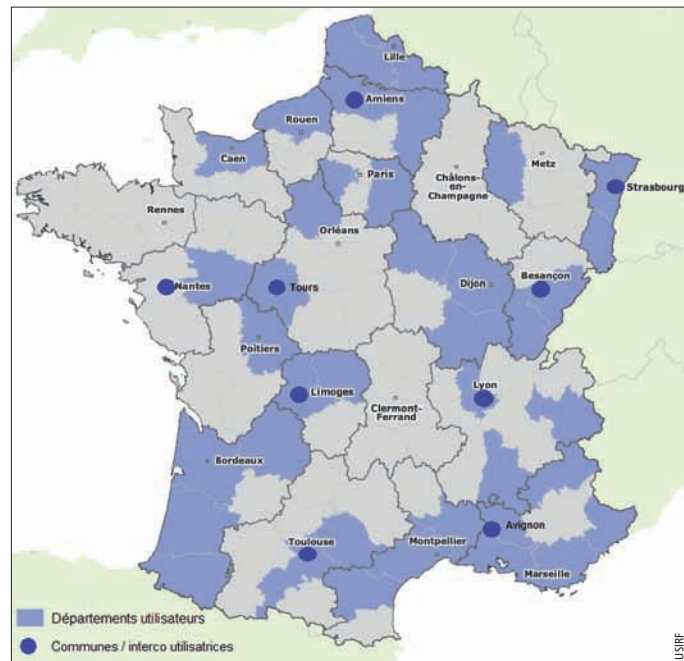 Lille
Amiens
Rouen
Caen
Paris
Metz
Châlons-
en-
Champagne
Strasbourg
Rennes
Orléans
Nantes
Tours
Dijon
Besançon
Poitiers
Limoges
Lyon
Clermont-
Ferrand
Bordeaux
Avignon
Toulouse
Montpellier
Marseille
Départements utilisateurs
Communes / interco utilisatrices
USIRF